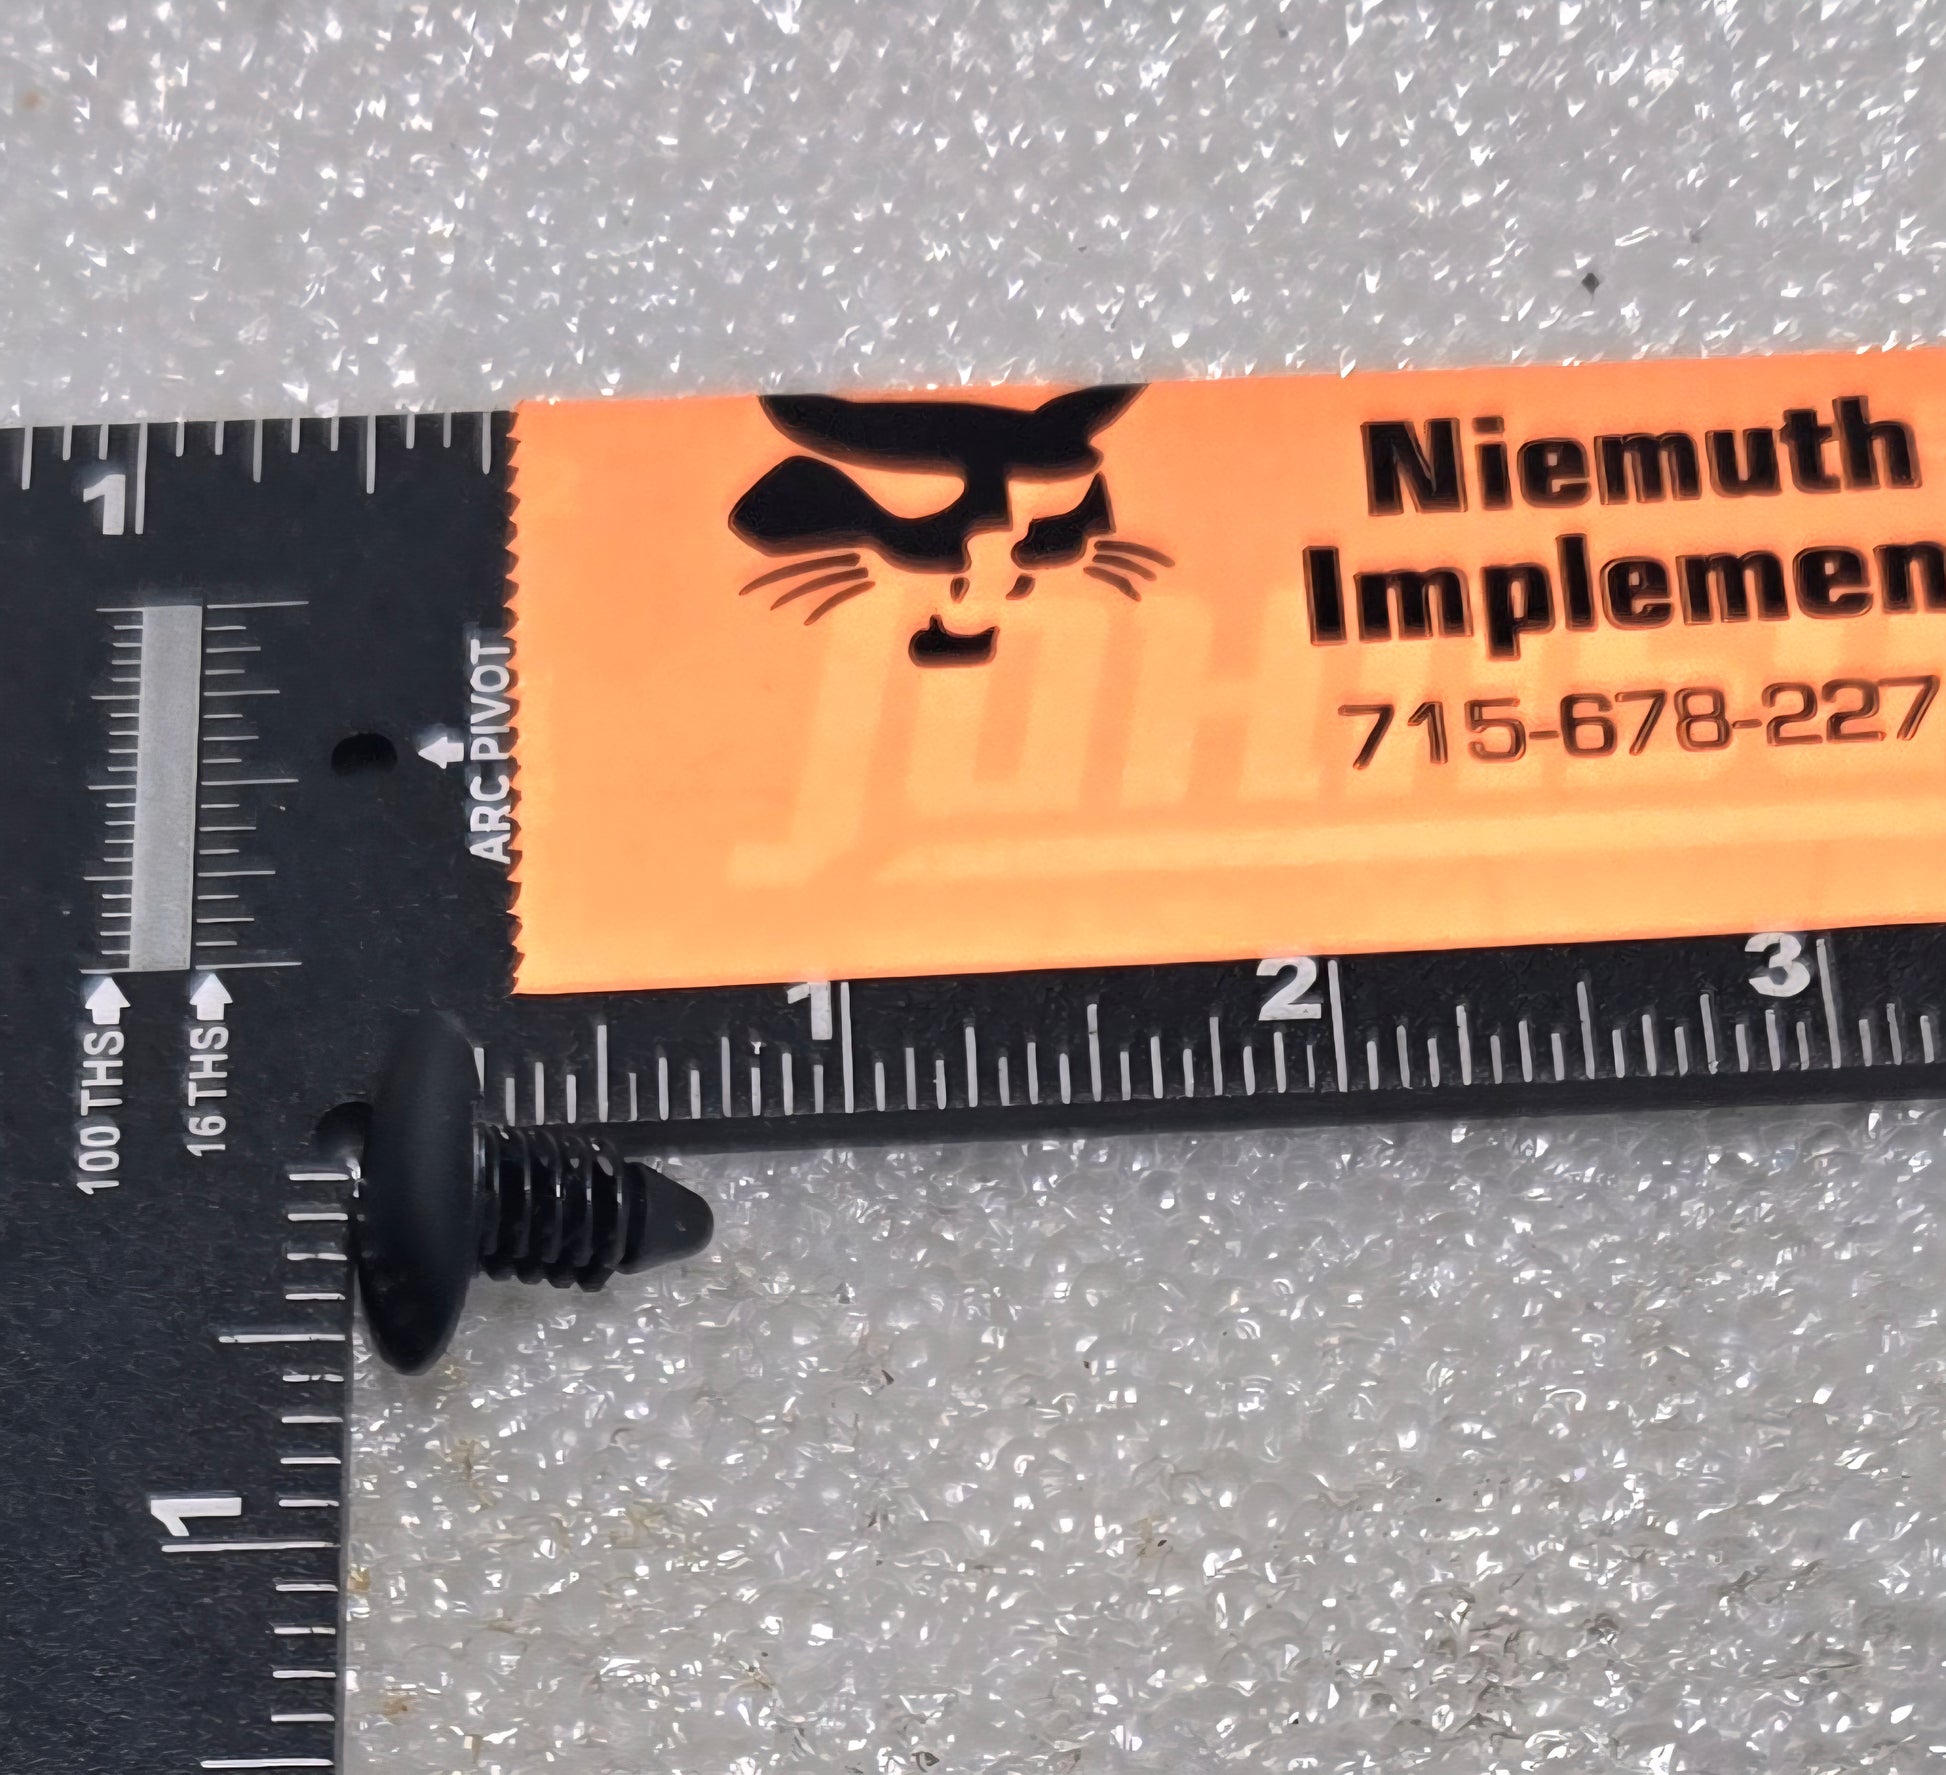 1
Niemuth
Implemen
715-678-227
ARC PIVOT
100 THS
16 THS
1 2 3
1